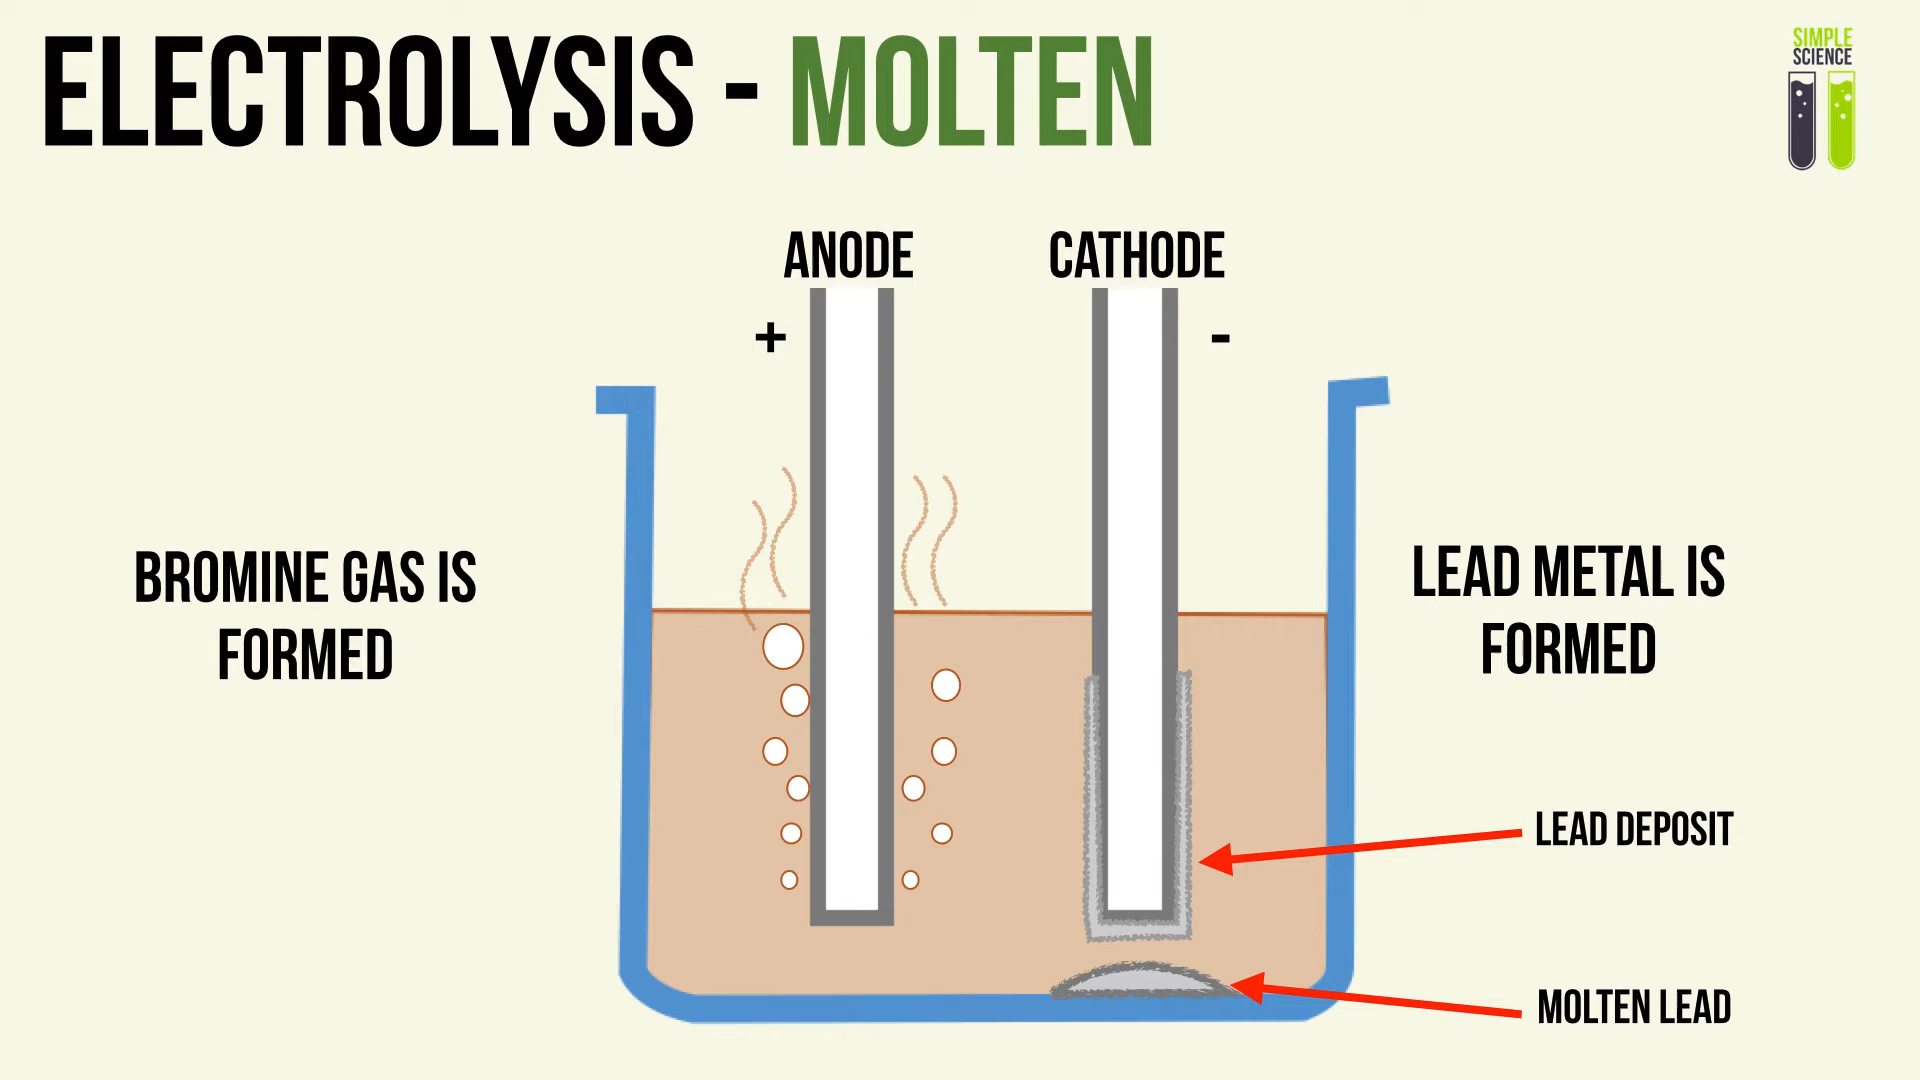 ELECTROLYSIS - MOLTEN
SIMPLE
SCIENCE
ANODE
CATHODE
+
-
BROMINE GAS IS
FORMED
LEAD METAL IS
FORMED
LEAD DEPOSIT
MOLTEN LEAD